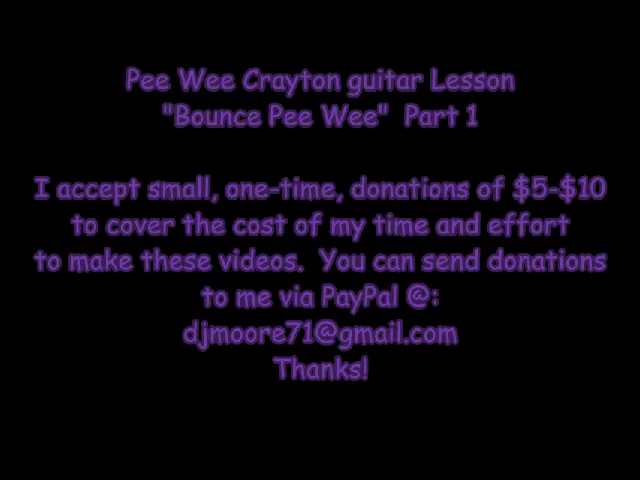 Pee Wee Crayton guitar Lesson
"Bounce Pee Wee"  Part 1
I accept small, one-time, donations of $5-$10
to cover the cost of my time and effort
to make these videos.  You can send donations
to me via PayPal @:
djmoore71@gmail.com
Thanks!